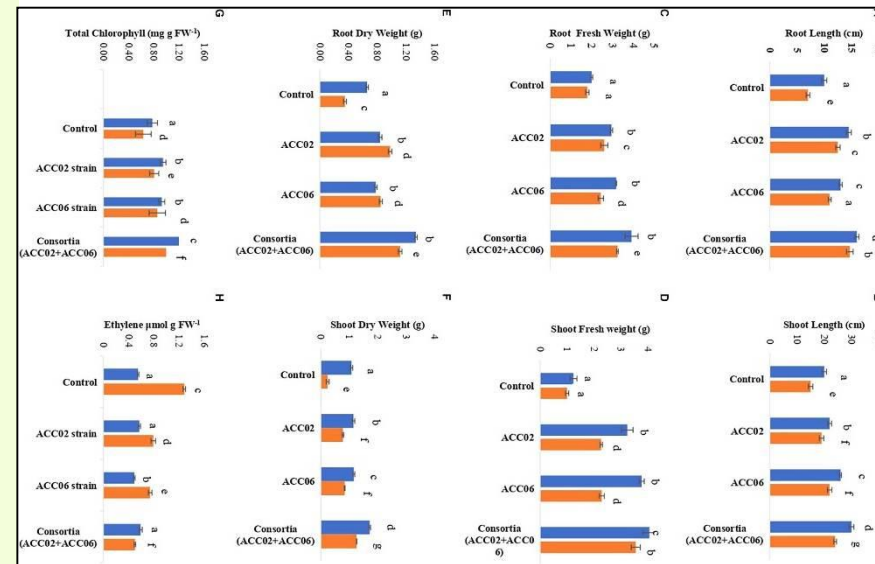 Root Length (cm)
15
10
5
0
a e
b c
c a
b
Control
ACC02
ACC06
Consortia
(ACC02+ACC06)
Shoot Length (cm)
30
20
10
0
a e
b f
c f
d g
Control
ACC02
ACC06
Consortia
(ACC02+ACC06)
C
Root Fresh Weight (g)
5
4
3
2
1
0
a a
b c
b d
b e
Control
ACC02
ACC06
Consortia
(ACC02+ACC06)
D
Shoot Fresh weight (g)
4
3
2
1
0
a a
b d
b d
c b
Control
ACC02
ACC06
Consortia
(ACC02+ACC0
6)
E
Root Dry Weight (g)
1.60
1.20
0.80
0.40
0.00
a c
b d
b d
b e
Control
ACC02
ACC06
Consortia
(ACC02+ACC06)
F
Shoot Dry Weight (g)
4
3
2
1
0
a e
b f
c f
d g
Control
ACC02
ACC06
Consortia
(ACC02+ACC06)
G
Total Chlorophyll (mg g FW-1)
1.60
1.20
0.80
0.40
0.00
a d
b e
b d
c f
Control
ACC02 strain
ACC06 strain
Consortia
(ACC02+ACC06)
H
Ethylene µmol g FW-1
1.6
1.2
0.8
0.4
0
a c
a d
b e
a f
Control
ACC02 strain
ACC06 strain
Consortia
(ACC02+ACC06)